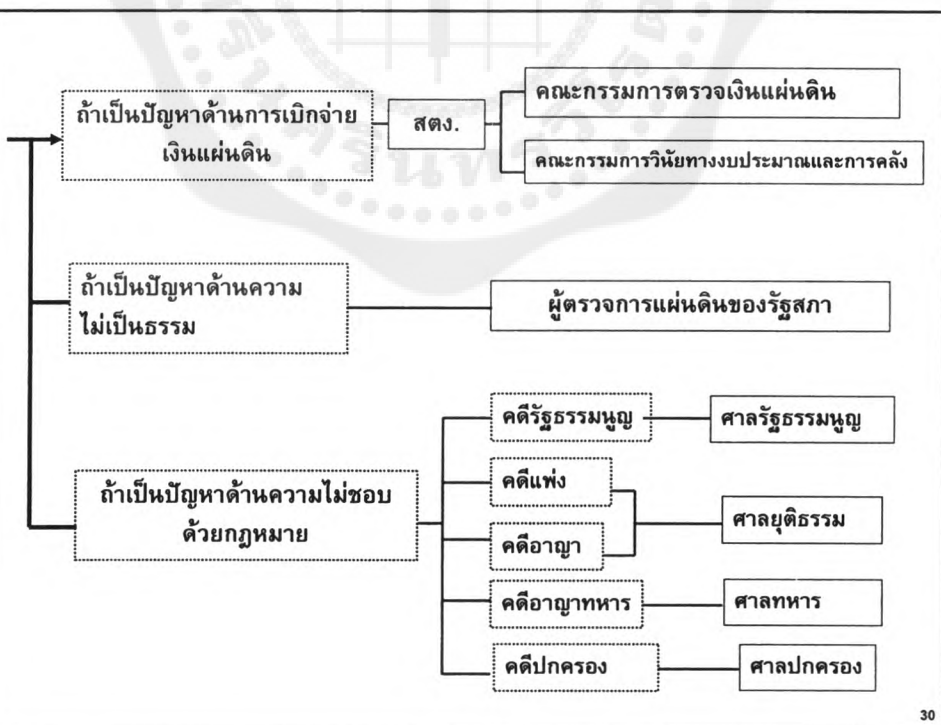 ถ้าเป็นปัญหาด้านการเบิกจ่าย
เงินแผ่นดิน
สตง.
คณะกรรมการตรวจเงินแผ่นดิน
คณะกรรมการวินัยทางงบประมาณและการคลัง
ถ้าเป็นปัญหาด้านความ
ไม่เป็นธรรม
ผู้ตรวจการแผ่นดินของรัฐสภา
ถ้าเป็นปัญหาด้านความไม่ชอบ
ด้วยกฎหมาย
คดีรัฐธรรมนูญ
ศาลรัฐธรรมนูญ
คดีแพ่ง
คดีอาญา
ศาลยุติธรรม
คดีอาญาทหาร
ศาลทหาร
คดีปกครอง
ศาลปกครอง
30